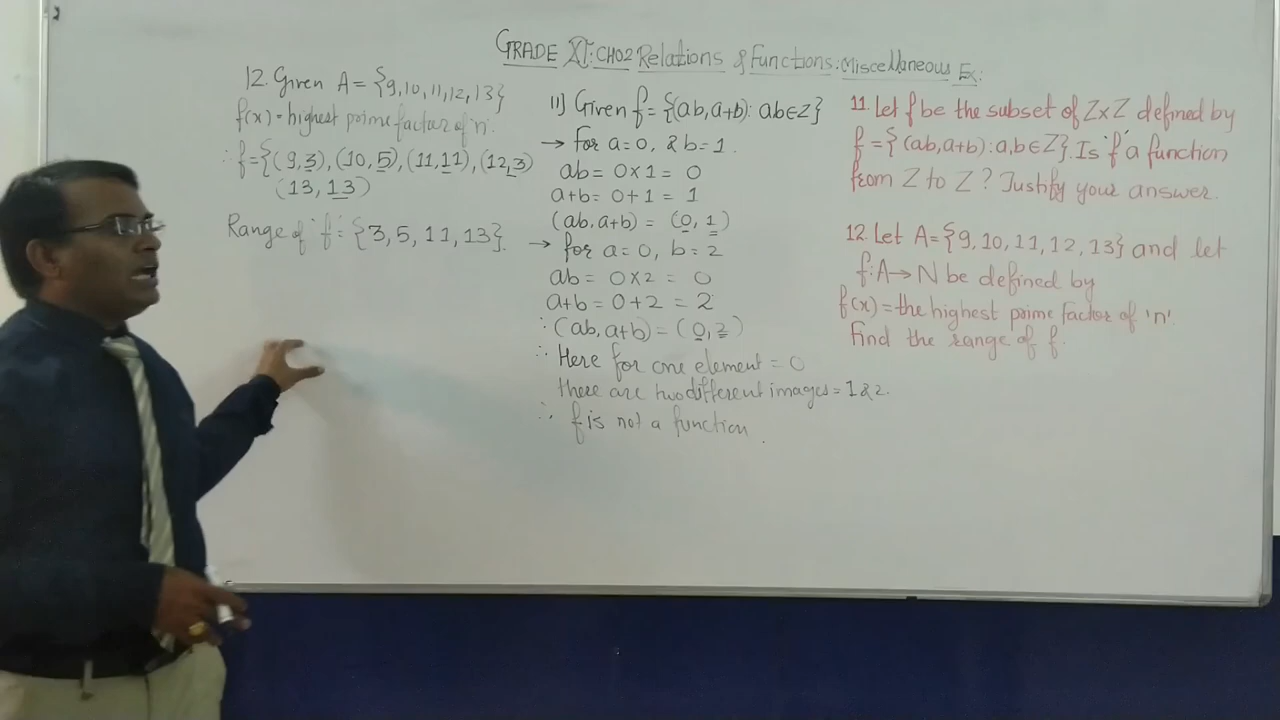 GRADE XI: CH02 Relations & Functions: Miscellaneous Ex:
12. Given A = {9,10,11,12,13}
f(x) = highest prime factor of 'n'.
∴ f = {(9,3), (10,5), (11,11), (12,3)
(13,13)
Range of 'f' = {3,5,11,13}.
11) Given f = {(ab, a+b): ab∈Z}
→ for a=0, & b=1.
ab = 0×1 = 0
a+b = 0+1 = 1
(ab, a+b) = (0, 1)
→ for a=0, b=2
ab = 0×2 = 0
a+b = 0+2 = 2
∴ (ab, a+b) = (0, 2)
∴ Here for one element = 0
there are two different images = 1 & 2.
∴ f is not a function.
11. Let f be the subset of Z×Z defined by
f = {(ab, a+b): a,b∈Z}. Is 'f' a function
from Z to Z? Justify your answer.
12. Let A={9,10,11,12,13} and let
f: A→N be defined by
f(x) = the highest prime factor of 'n'.
Find the range of f.